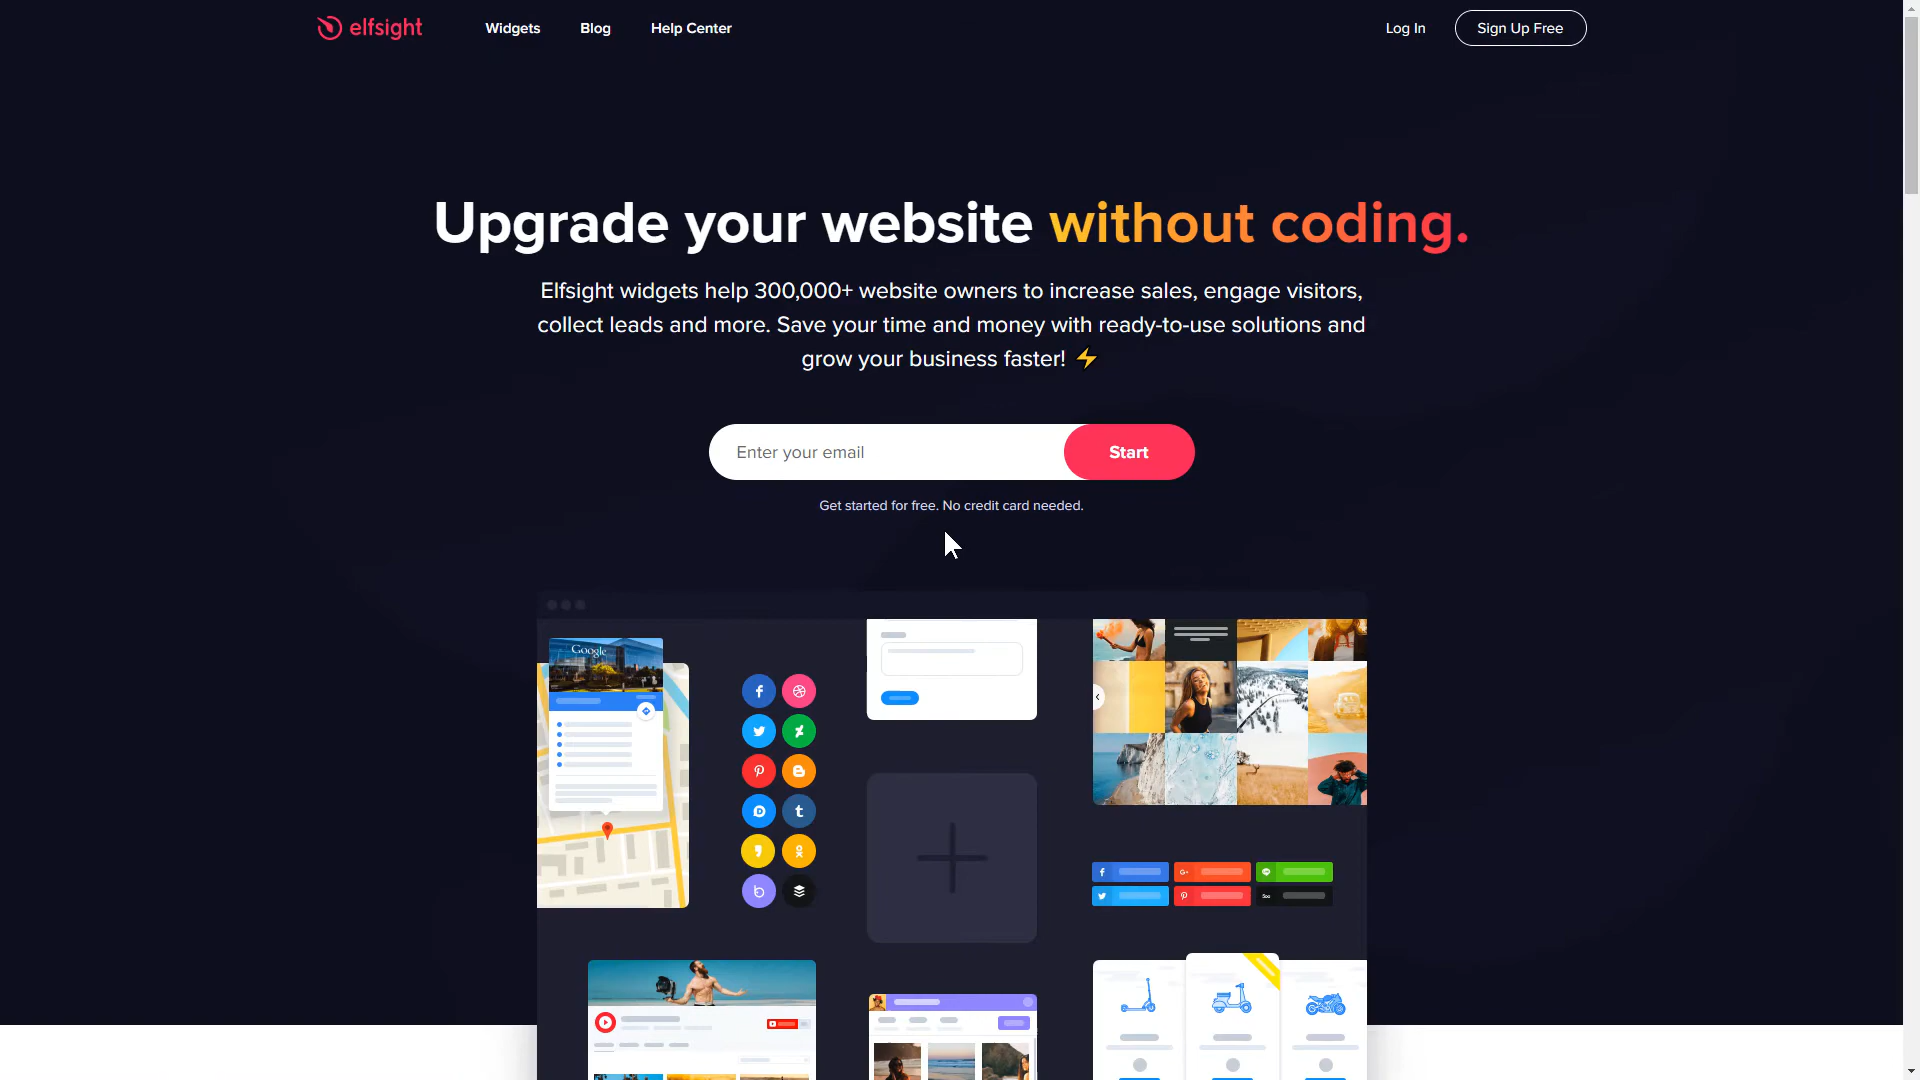 elfsight
Widgets
Blog
Help Center
Log In
Sign Up Free
Upgrade your website without coding.
Elfsight widgets help 300,000+ website owners to increase sales, engage visitors,
collect leads and more. Save your time and money with ready-to-use solutions and
grow your business faster! ⚡
Enter your email
Start
Get started for free. No credit card needed.
Google